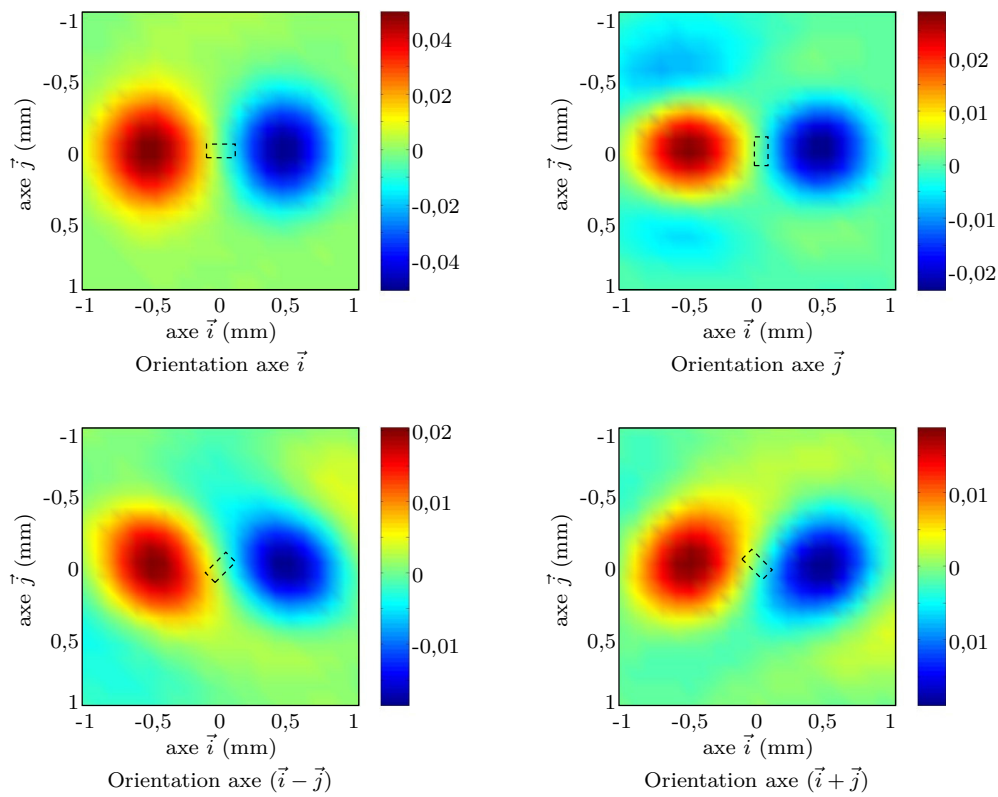 -1
-0,5
0
0,5
1
axe j⃗ (mm)
-1 -0,5 0 0,5 1
axe i⃗ (mm)
Orientation axe i⃗
0.04
0.02
0
-0,02
-0,04
-1
-0,5
0
0,5
1
axe j⃗ (mm)
-1 -0,5 0 0,5 1
axe i⃗ (mm)
Orientation axe j⃗
0,02
0,01
0
-0,01
-0,02
-1
-0,5
0
0,5
1
axe j⃗ (mm)
-1 -0,5 0 0,5 1
axe i⃗ (mm)
Orientation axe (i⃗ − j⃗)
0.02
0.01
0
-0,01
-1
-0,5
0
0,5
1
axe j⃗ (mm)
-1 -0,5 0 0,5 1
axe i⃗ (mm)
Orientation axe (i⃗ + j⃗)
0,01
0
0,01